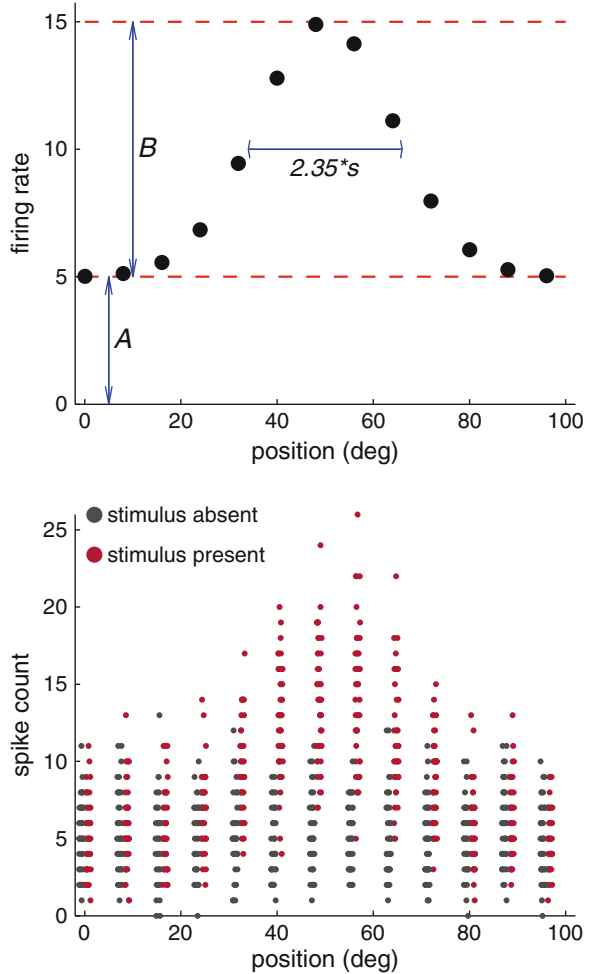 15
10
5
0
firing rate
B
2.35*s
A
0 20 40 60 80 100
position (deg)
stimulus absent
stimulus present
25
20
15
10
5
0
spike count
0 20 40 60 80 100
position (deg)